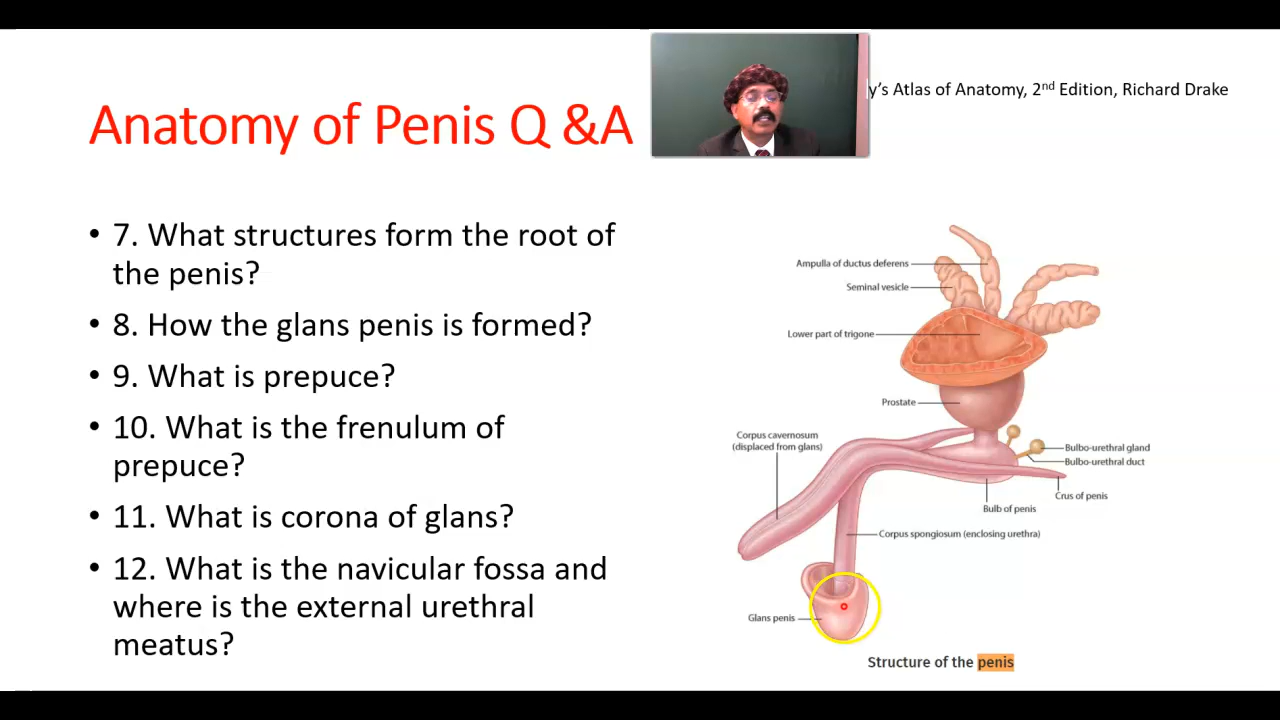 y's Atlas of Anatomy, 2nd Edition, Richard Drake
Anatomy of Penis Q &A
• 7. What structures form the root of
the penis?
• 8. How the glans penis is formed?
• 9. What is prepuce?
• 10. What is the frenulum of
prepuce?
• 11. What is corona of glans?
• 12. What is the navicular fossa and
where is the external urethral
meatus?
Ampulla of ductus deferens
Seminal vesicle
Lower part of trigone
Prostate
Corpus cavernosum
(displaced from glans)
Bulbo-urethral gland
Bulbo-urethral duct
Crus of penis
Bulb of penis
Corpus spongiosum (enclosing urethra)
Glans penis
Structure of the penis